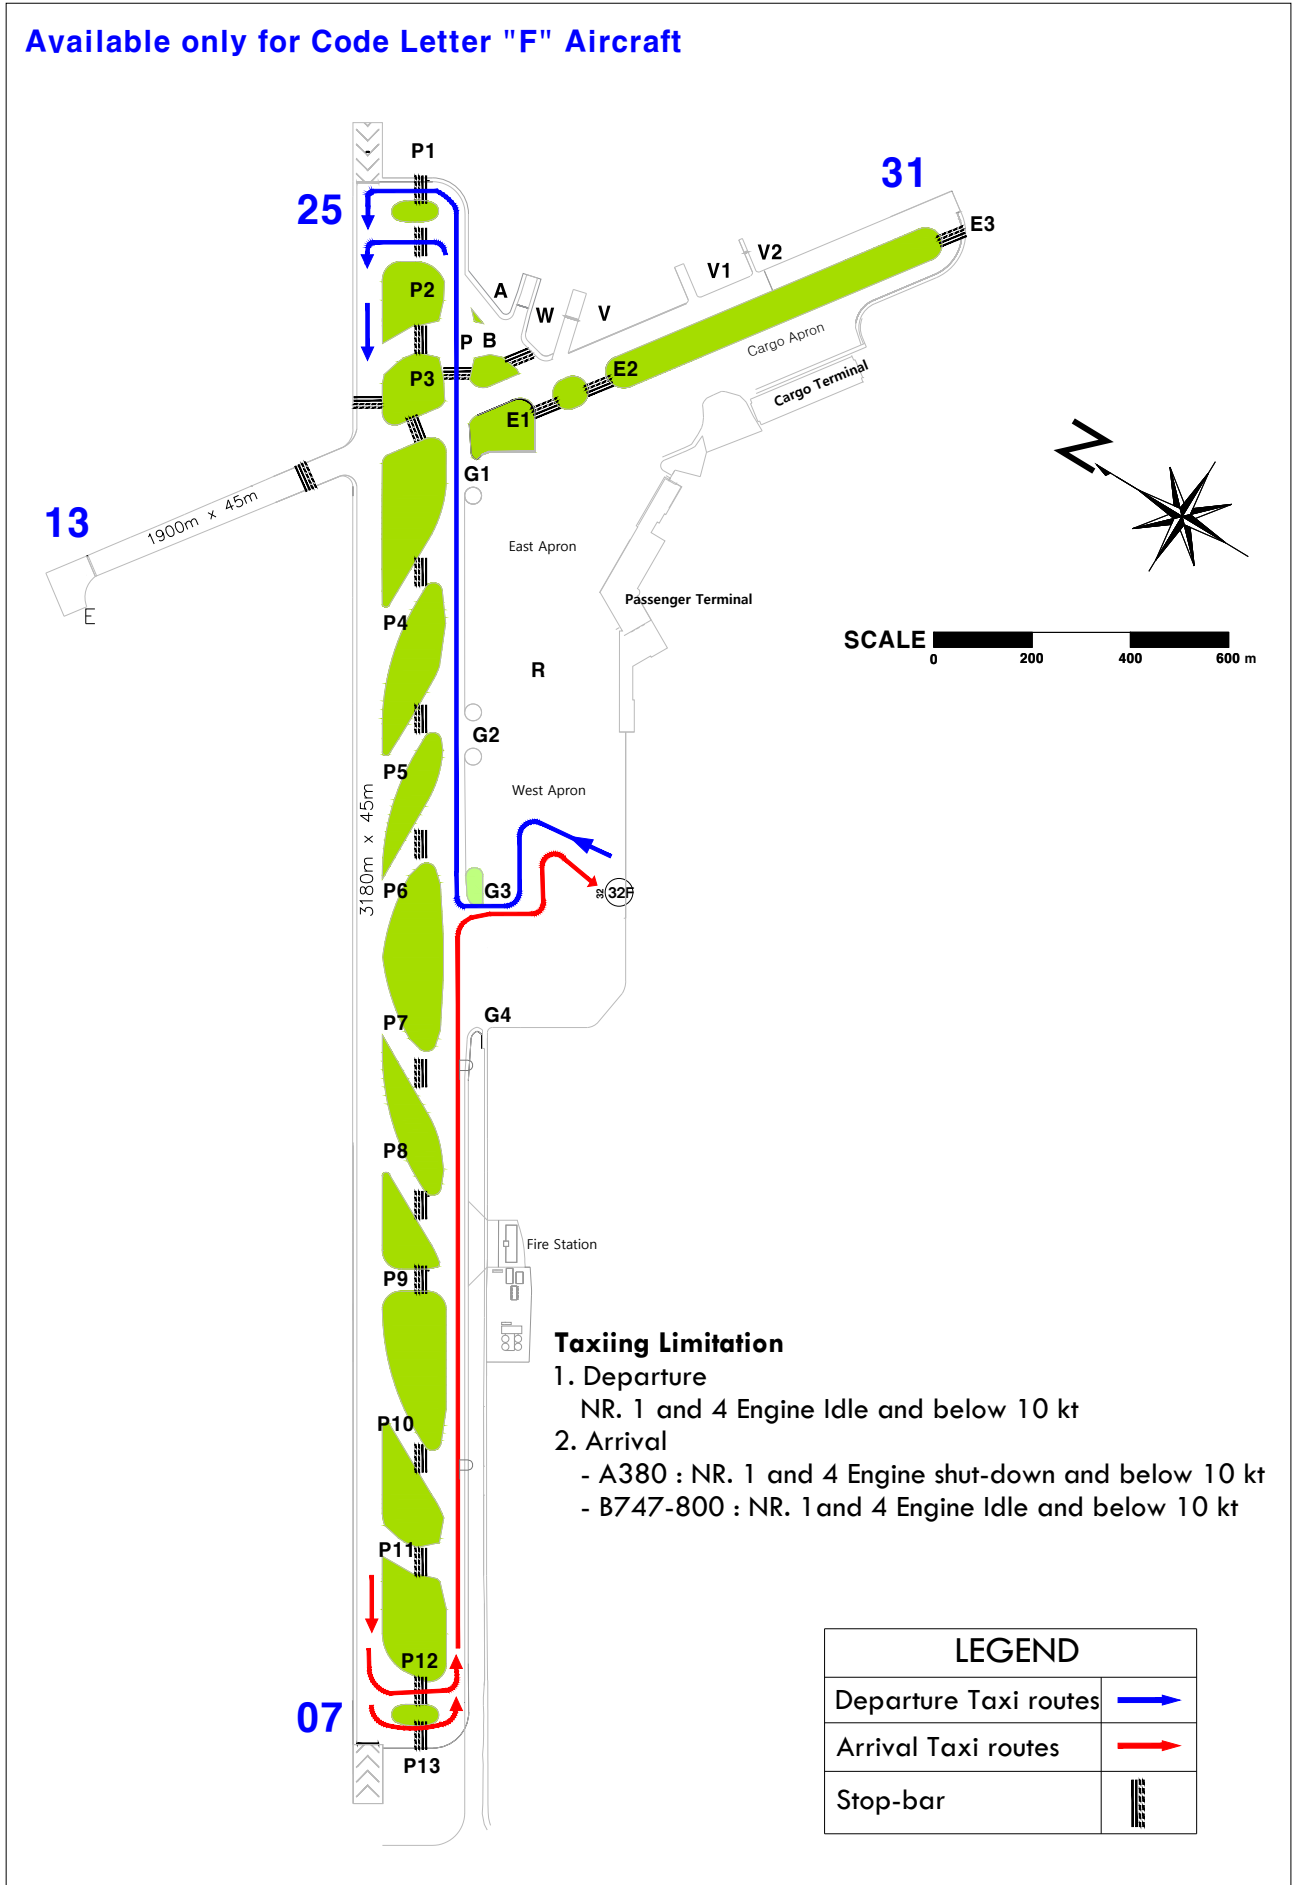 Available only for Code Letter "F" Aircraft
P1
31
25
E3
V2
V1
P2
A
W
V
P
B
Cargo Apron
P3
E2
Cargo Terminal
E1
G1
1900m x 45m
13
East Apron
Passenger Terminal
E
P4
SCALE
0 200 400 600 m
R
G2
P5
West Apron
3180m x 45m
P6
G3
32
32F
G4
P7
P8
Fire Station
P9
Taxiing Limitation
1. Departure
NR. 1 and 4 Engine Idle and below 10 kt
2. Arrival
- A380 : NR. 1 and 4 Engine shut-down and below 10 kt
- B747-800 : NR. 1and 4 Engine Idle and below 10 kt
P10
P11
P12
07
P13
LEGEND
Departure Taxi routes
Arrival Taxi routes
Stop-bar